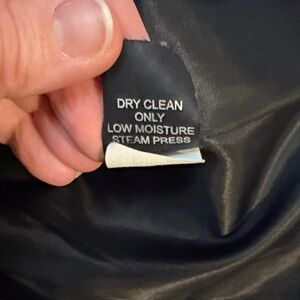 DRY CLEAN
ONLY
LOW MOISTURE
STEAM PRESS